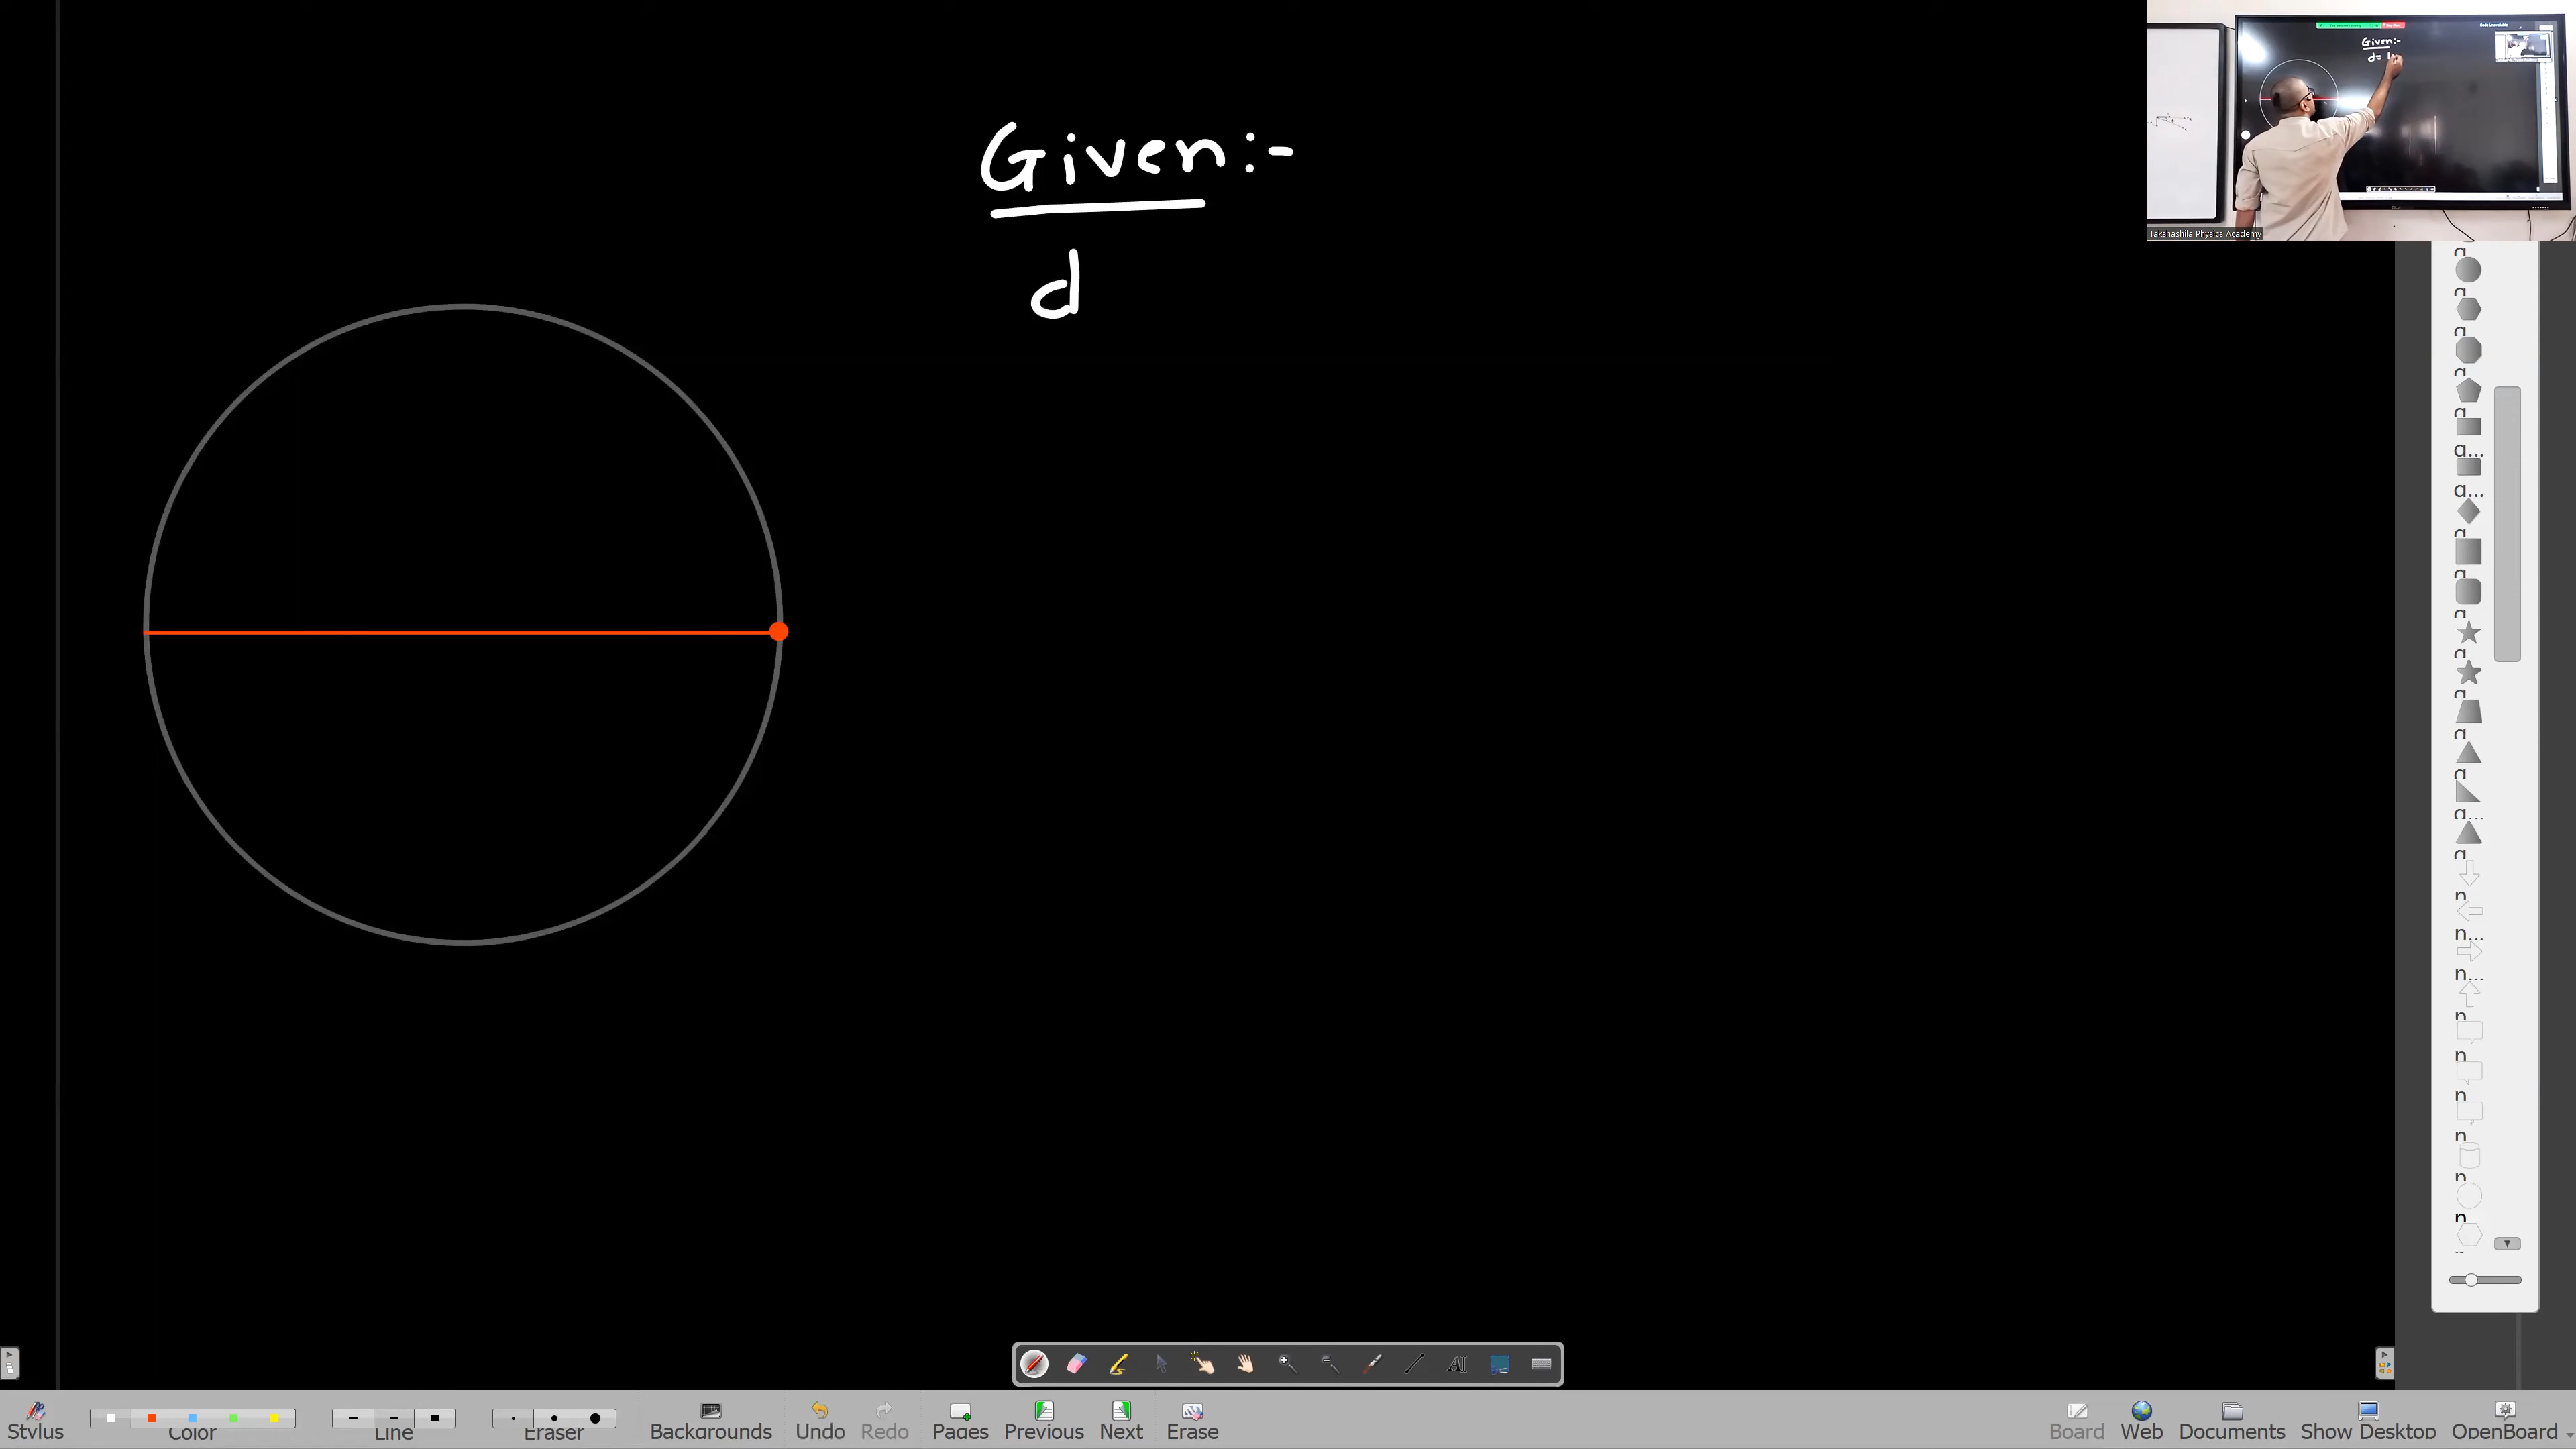 Given:-
d
Given:-
d=
Takshashila Physics Academy
Stylus
Color
Line
Eraser
Backgrounds
Undo
Redo
Pages
Previous
Next
Erase
Board
Web
Documents
Show Desktop
OpenBoard